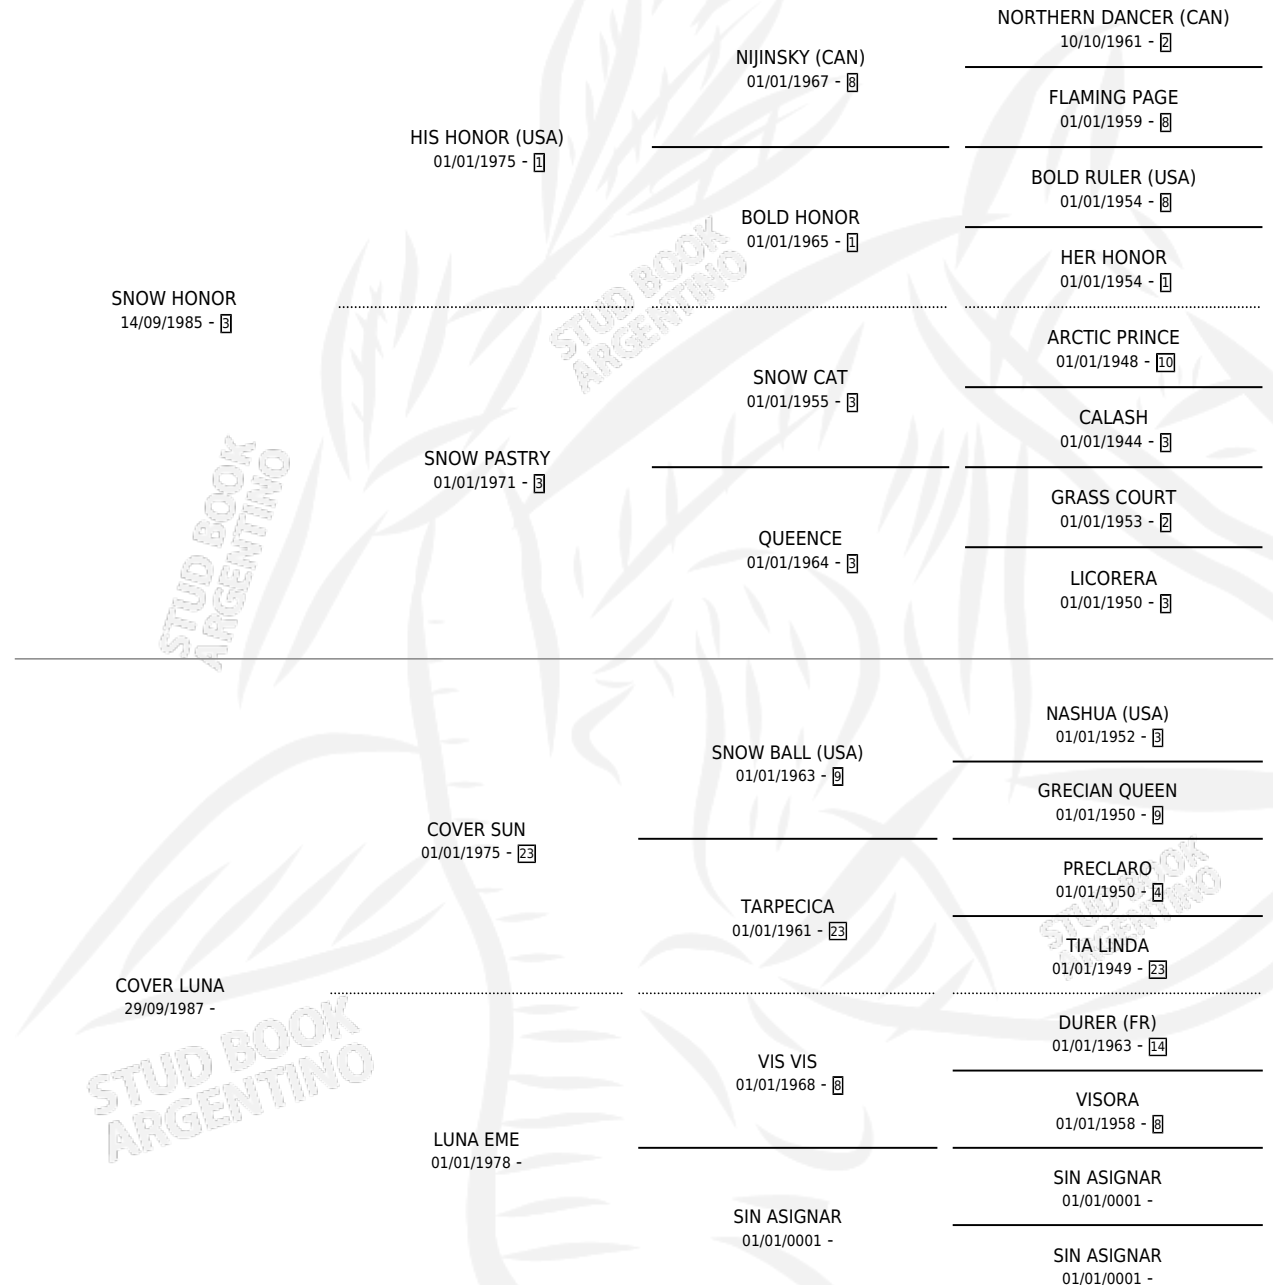 NORTHERN DANCER (CAN)
10/10/1961 - 2
NIJINSKY (CAN)
01/01/1967 - 8
FLAMING PAGE
01/01/1959 - 8
HIS HONOR (USA)
01/01/1975 - 1
BOLD RULER (USA)
01/01/1954 - 8
BOLD HONOR
01/01/1965 - 1
HER HONOR
01/01/1954 - 1
SNOW HONOR
14/09/1985 - 3
ARCTIC PRINCE
01/01/1948 - 10
SNOW CAT
01/01/1955 - 3
CALASH
01/01/1944 - 3
SNOW PASTRY
01/01/1971 - 3
GRASS COURT
01/01/1953 - 2
QUEENCE
01/01/1964 - 3
LICORERA
01/01/1950 - 3
NASHUA (USA)
01/01/1952 - 3
SNOW BALL (USA)
01/01/1963 - 9
GRECIAN QUEEN
01/01/1950 - 9
COVER SUN
01/01/1975 - 23
PRECLARO
01/01/1950 - 4
TARPECICA
01/01/1961 - 23
TIA LINDA
01/01/1949 - 23
COVER LUNA
29/09/1987 -
DURER (FR)
01/01/1963 - 14
VIS VIS
01/01/1968 - 8
VISORA
01/01/1958 - 8
LUNA EME
01/01/1978 -
SIN ASIGNAR
01/01/0001 -
SIN ASIGNAR
01/01/0001 -
SIN ASIGNAR
01/01/0001 -
STUD BOOK
ARGENTINO
STUD BOOK
ARGENTINO
STUD BOOK
ARGENTINO
STUD BOOK
ARGENTINO